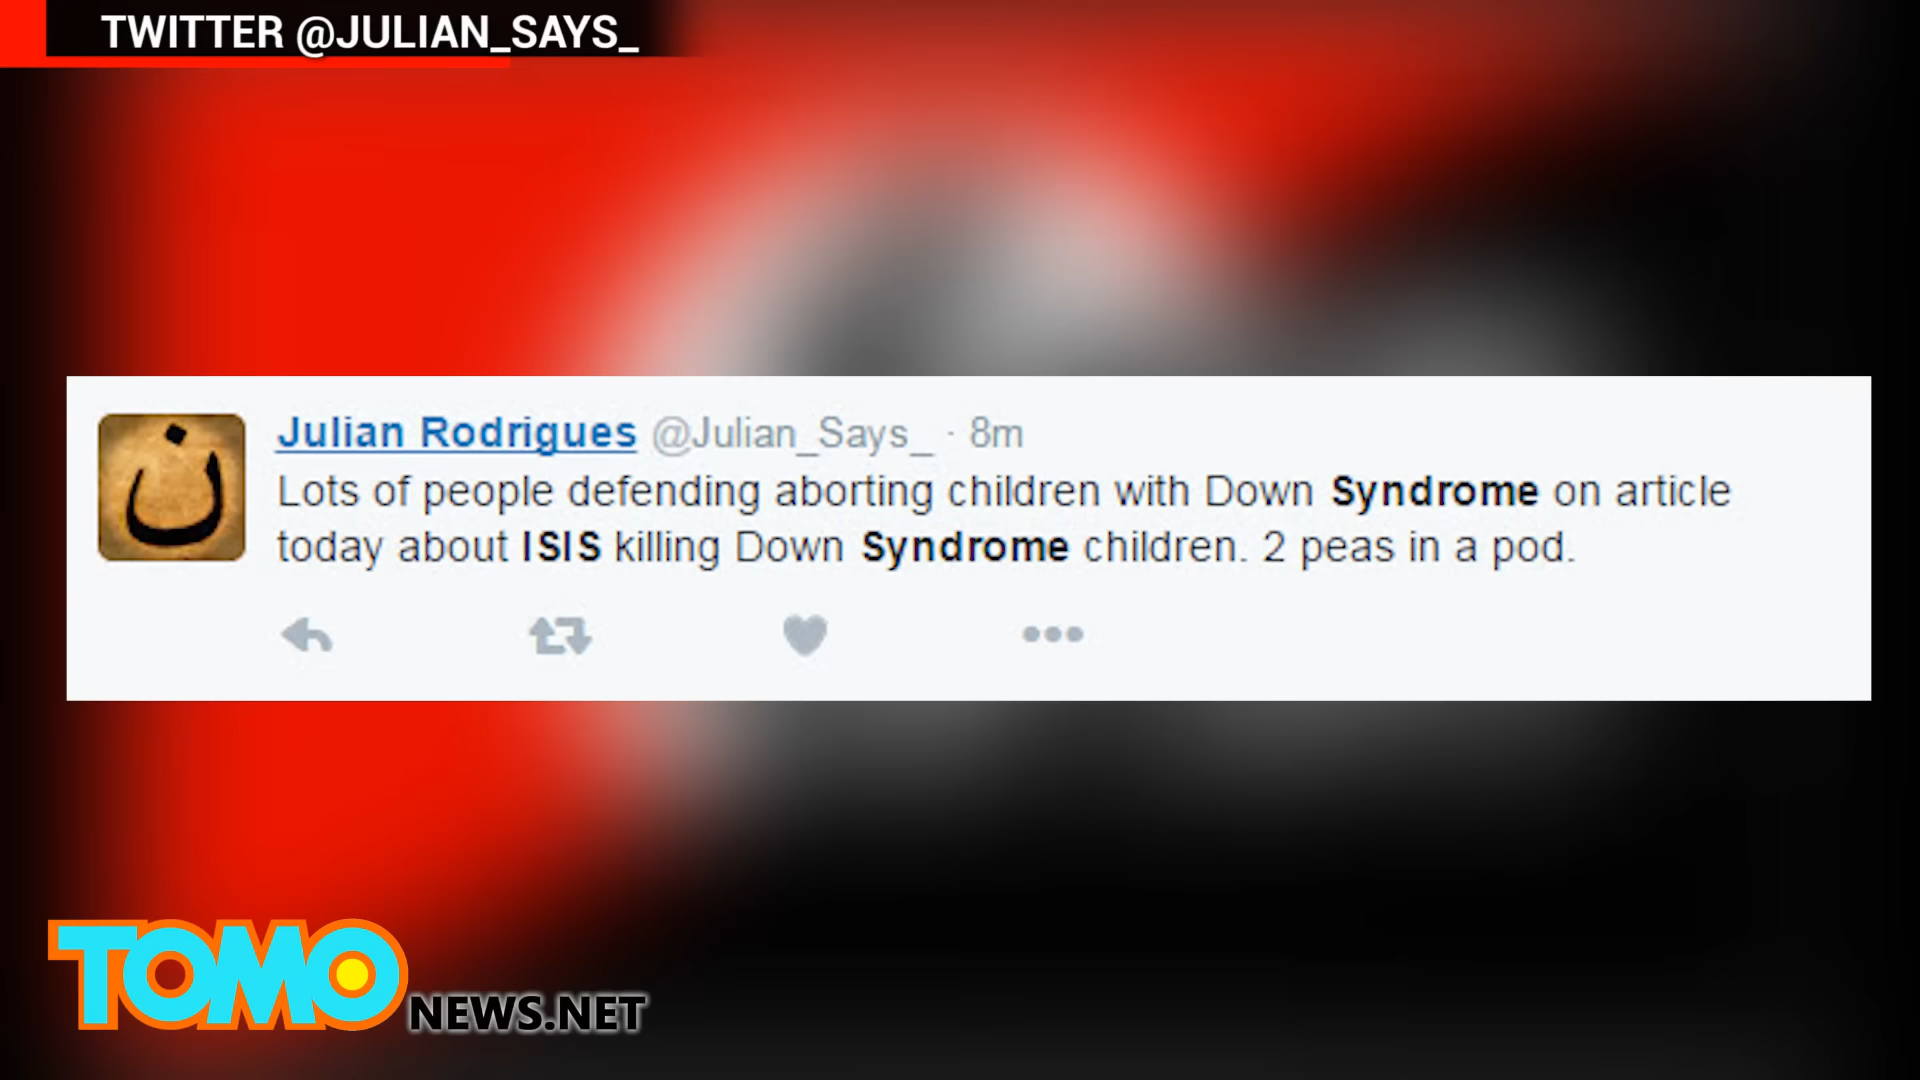 TWITTER @JULIAN_SAYS_
ن
Julian Rodrigues @Julian_Says_ · 8m
Lots of people defending aborting children with Down Syndrome on article
today about ISIS killing Down Syndrome children. 2 peas in a pod.
TOMO
NEWS.NET